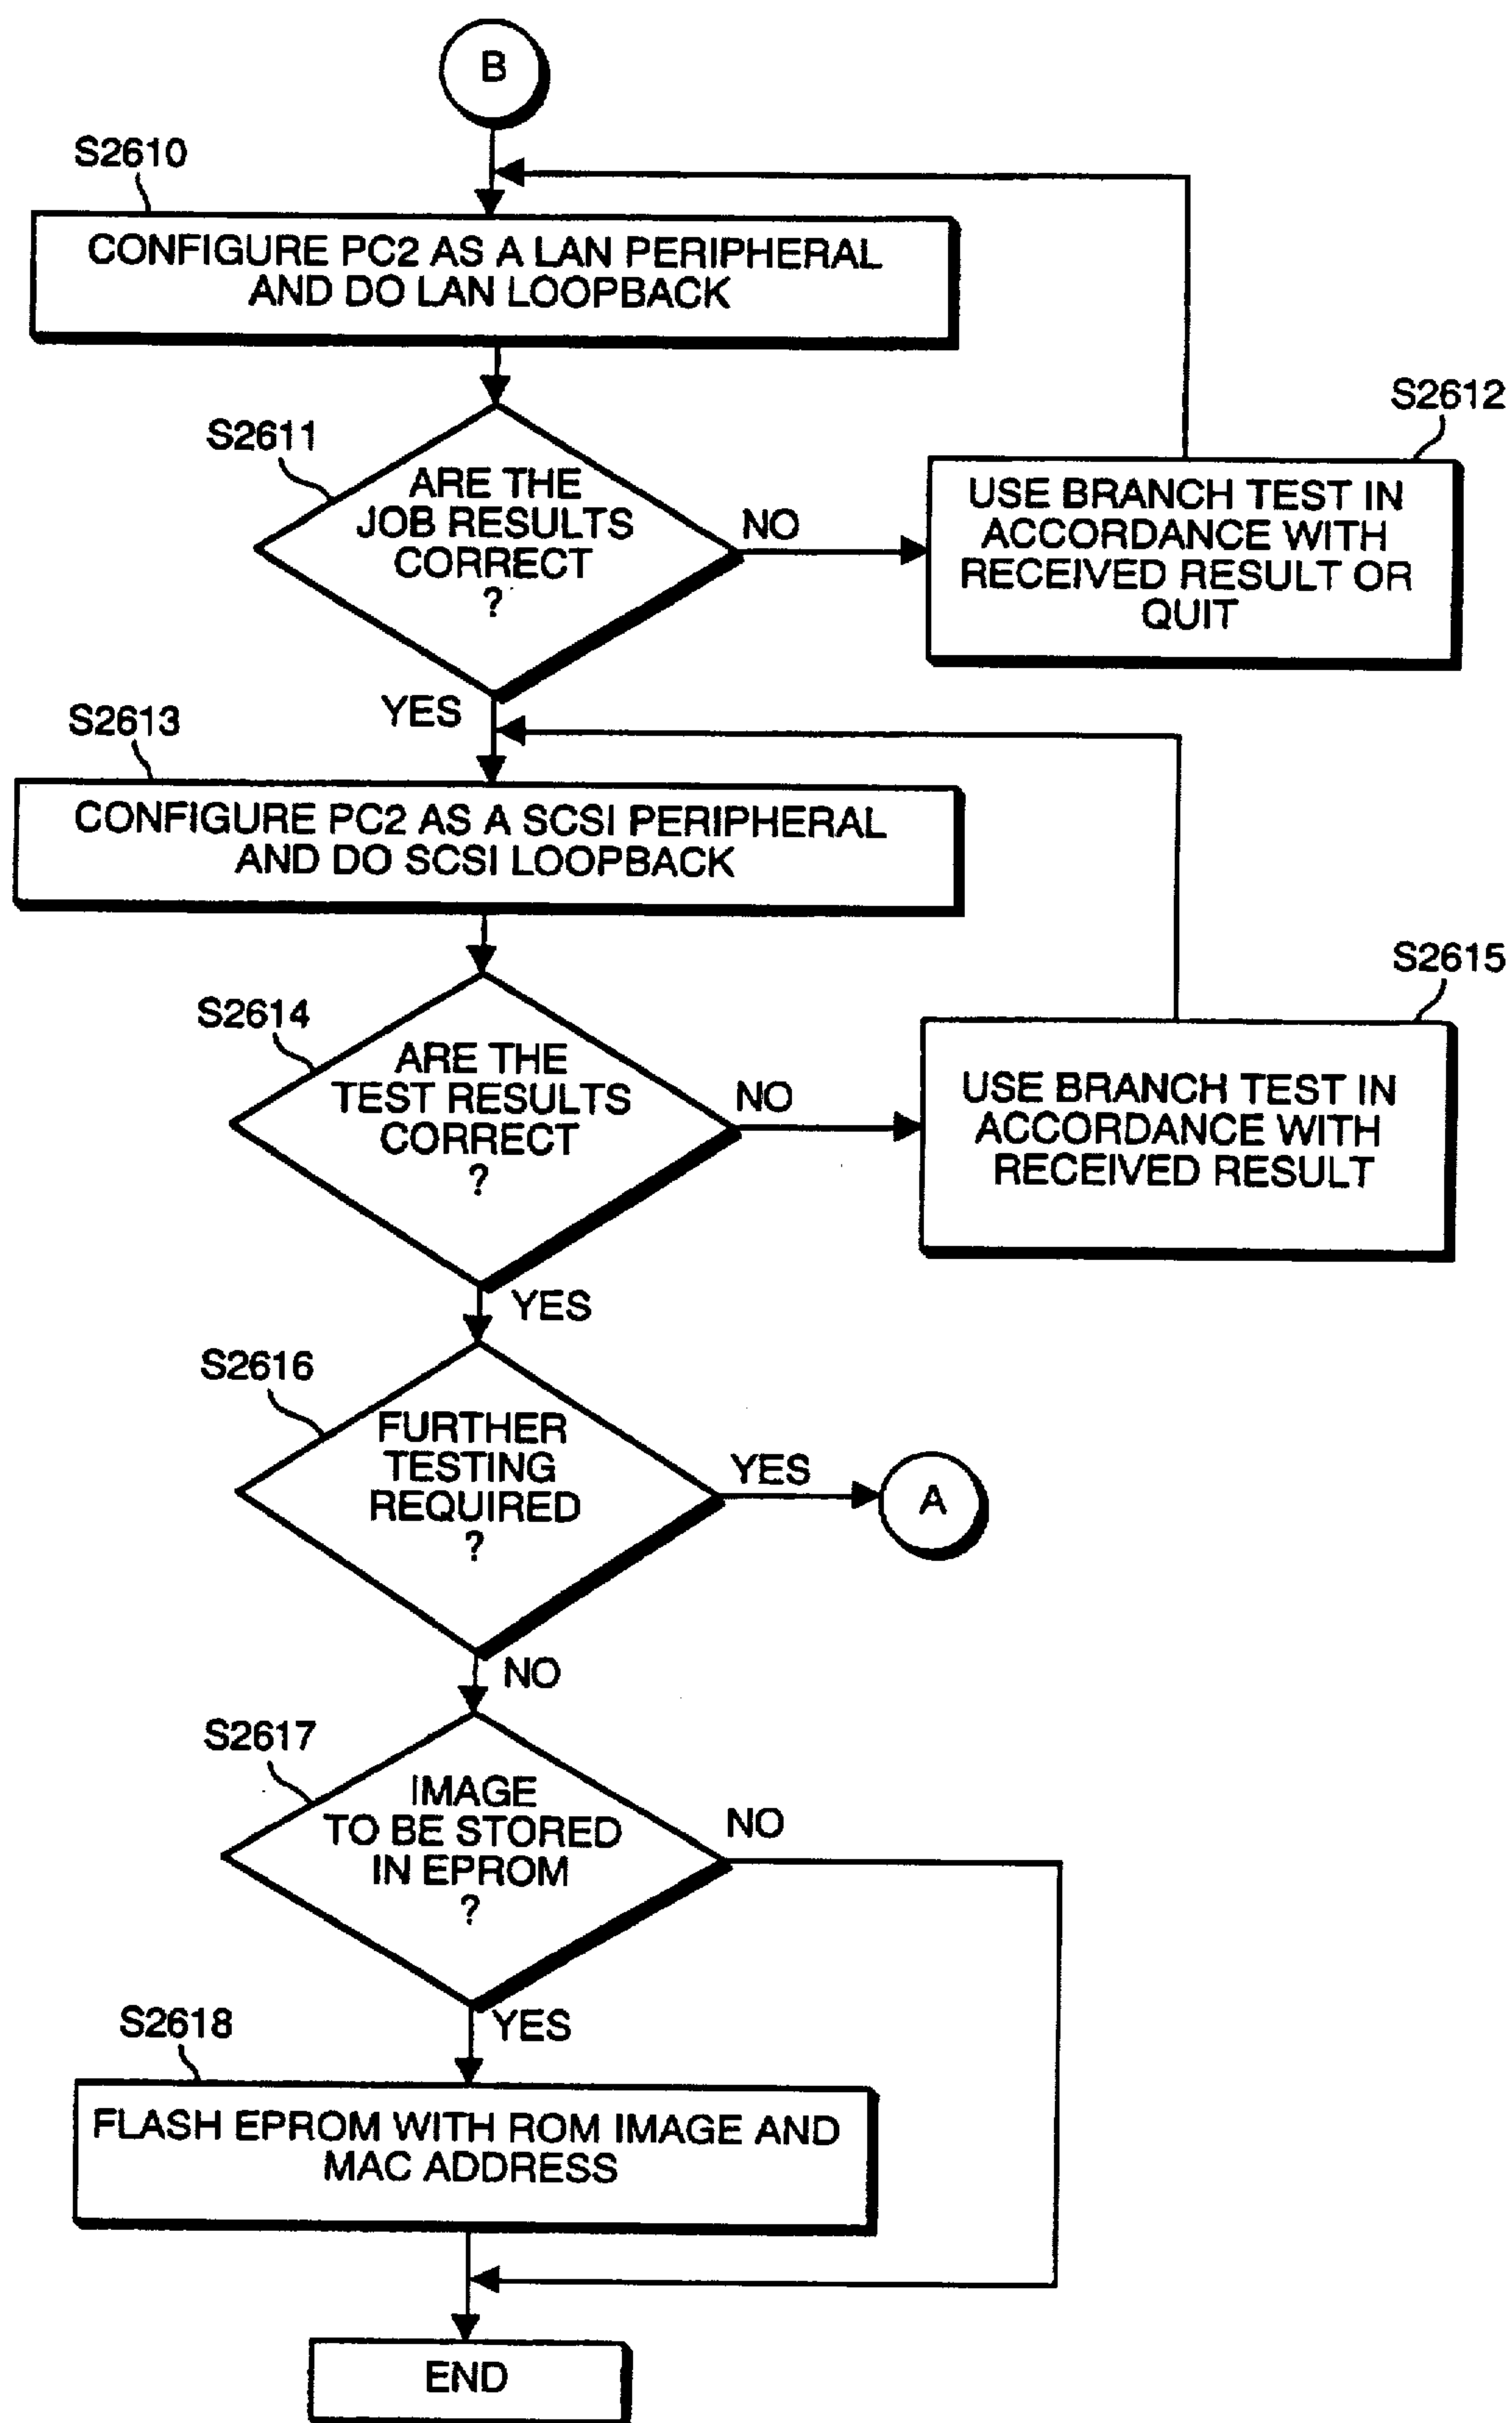 B
S2610
CONFIGURE PC2 AS A LAN PERIPHERAL
AND DO LAN LOOPBACK
S2611
ARE THE
JOB RESULTS
CORRECT
?
NO
S2612
USE BRANCH TEST IN
ACCORDANCE WITH
RECEIVED RESULT OR
QUIT
YES
S2613
CONFIGURE PC2 AS A SCSI PERIPHERAL
AND DO SCSI LOOPBACK
S2614
ARE THE
TEST RESULTS
CORRECT
?
NO
S2615
USE BRANCH TEST IN
ACCORDANCE WITH
RECEIVED RESULT
YES
S2616
FURTHER
TESTING
REQUIRED
?
YES
A
NO
S2617
IMAGE
TO BE STORED
IN EPROM
?
NO
YES
S2618
FLASH EPROM WITH ROM IMAGE AND
MAC ADDRESS
END